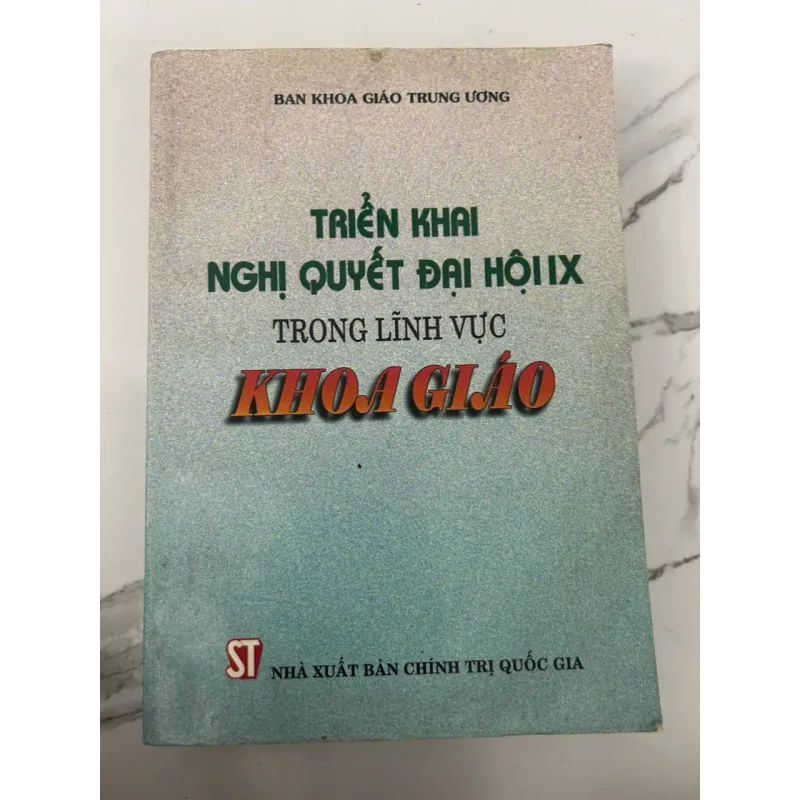 BAN KHOA GIÁO TRUNG ƯƠNG
TRIỂN KHAI
NGHỊ QUYẾT ĐẠI HỘI IX
TRONG LĨNH VỰC
KHOA GIÁO
ST NHÀ XUẤT BẢN CHÍNH TRỊ QUỐC GIA